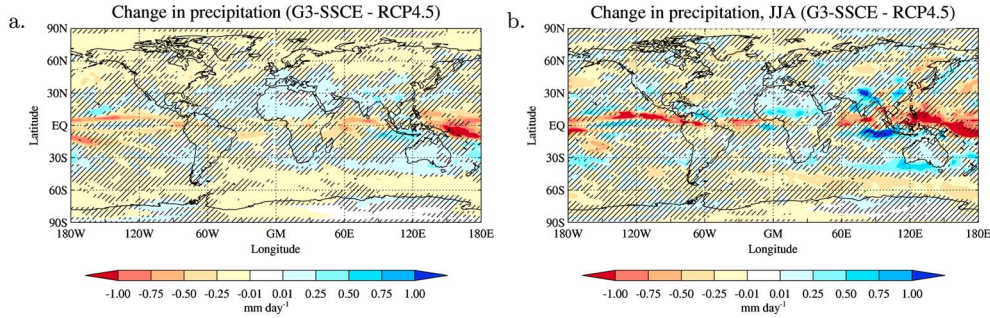 a.
Change in precipitation (G3-SSCE - RCP4.5)
90N
60N
30N
EQ
30S
60S
90S
Latitude
180W 120W 60W GM 60E 120E 180E
Longitude
-1.00 -0.75 -0.50 -0.25 -0.01 0.01 0.25 0.50 0.75 1.00
mm day⁻¹
b.
Change in precipitation, JJA (G3-SSCE - RCP4.5)
90N
60N
30N
EQ
30S
60S
90S
Latitude
180W 120W 60W GM 60E 120E 180E
Longitude
-1.00 -0.75 -0.50 -0.25 -0.01 0.01 0.25 0.50 0.75 1.00
mm day⁻¹